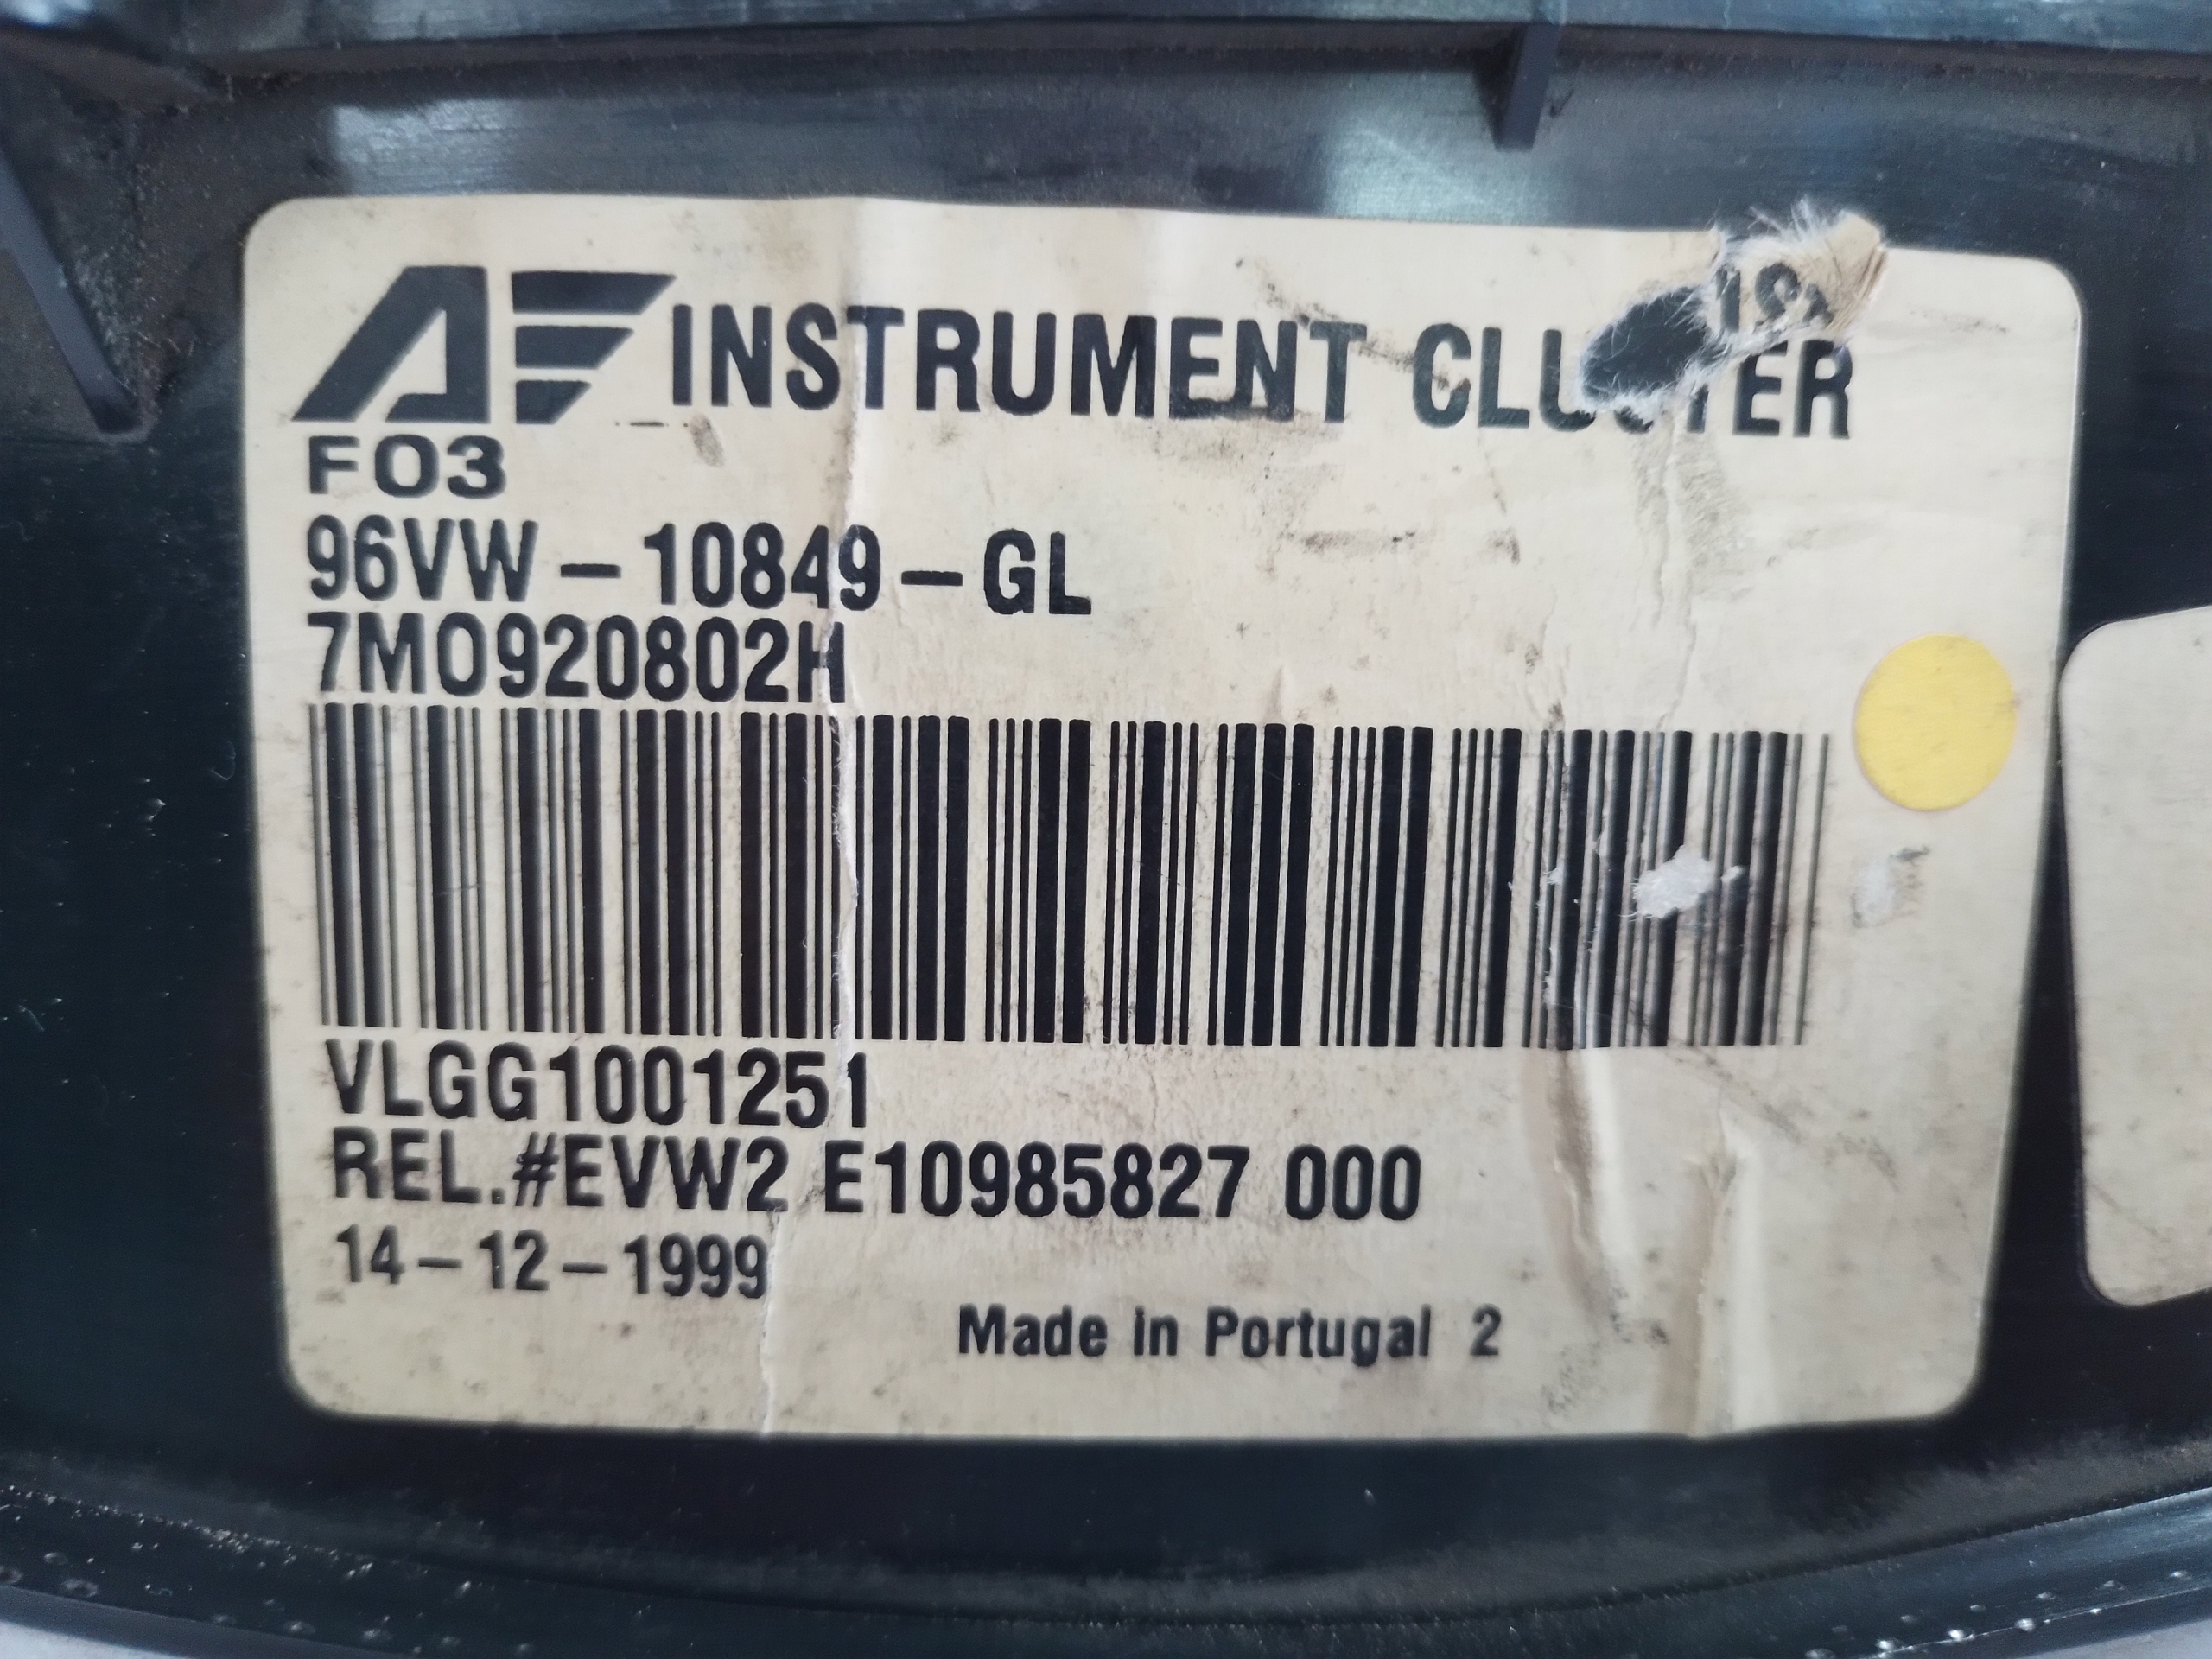 AF INSTRUMENT CLUSTER
F03
96VW-10849-GL
7M0920802H
VLGG1001251
REL.#EVW2 E10985827 000
14-12-1999
Made in Portugal 2